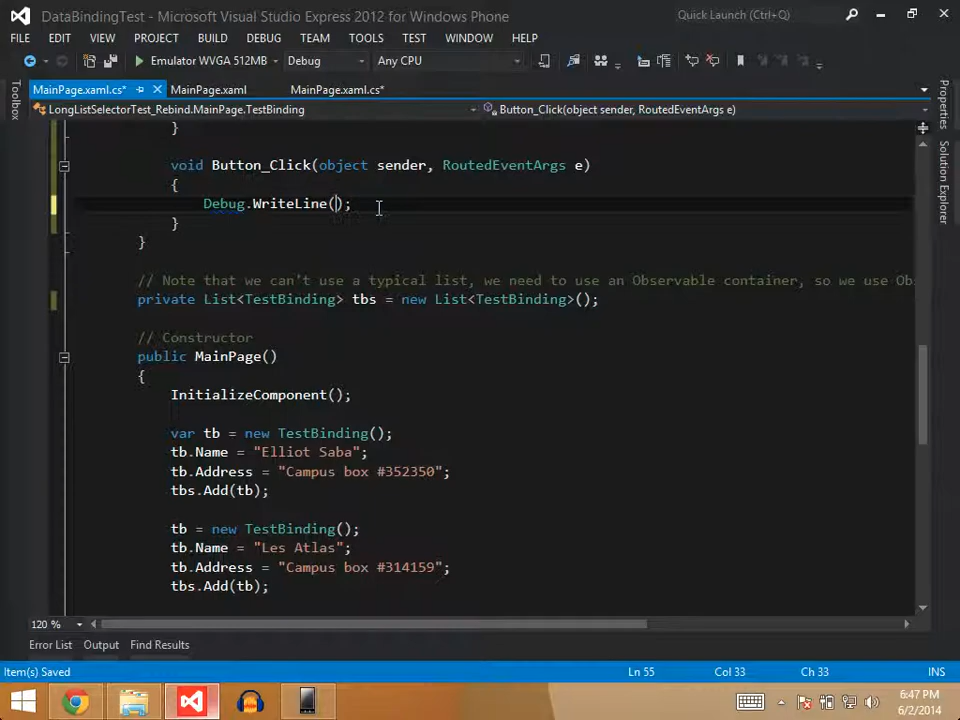 DataBindingTest - Microsoft Visual Studio Express 2012 for Windows Phone
Quick Launch (Ctrl+Q)
FILE EDIT VIEW PROJECT BUILD DEBUG TEAM TOOLS TEST WINDOW HELP
Emulator WVGA 512MB Debug Any CPU
MainPage.xaml.cs* MainPage.xaml MainPage.xaml.cs*
LongListSelectorTest_Rebind.MainPage.TestBinding Button_Click(object sender, RoutedEventArgs e)
Toolbox
Properties
Solution Explorer
}
void Button_Click(object sender, RoutedEventArgs e)
{
Debug.WriteLine();
}
}
// Note that we can't use a typical list, we need to use an Observable container, so we use Ob
private List<TestBinding> tbs = new List<TestBinding>();
// Constructor
public MainPage()
{
InitializeComponent();
var tb = new TestBinding();
tb.Name = "Elliot Saba";
tb.Address = "Campus box #352350";
tbs.Add(tb);
tb = new TestBinding();
tb.Name = "Les Atlas";
tb.Address = "Campus box #314159";
tbs.Add(tb);
120 %
Error List Output Find Results
Item(s) Saved Ln 55 Col 33 Ch 33 INS
6:47 PM
6/2/2014